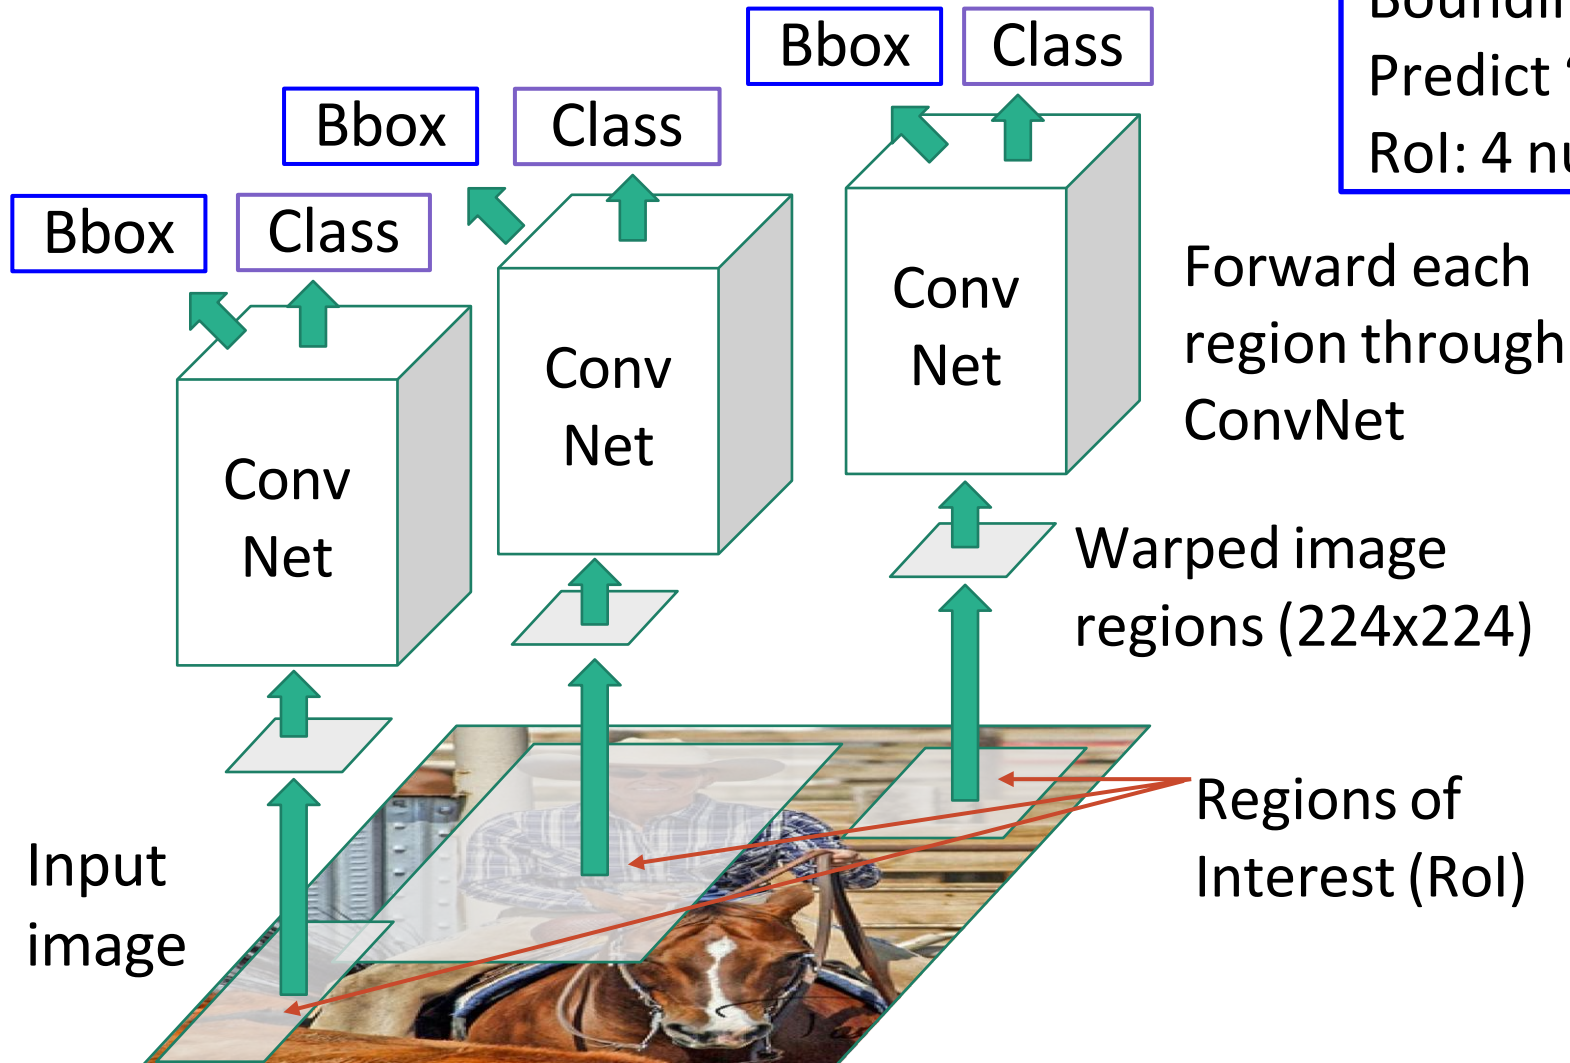 Bbox
Class
Predict
RoI: 4
Bbox
Class
Bbox
Class
Conv
Net
Forward each
region through
ConvNet
Conv
Net
Conv
Net
Warped image
regions (224x224)
Regions of
Interest (RoI)
Input
image